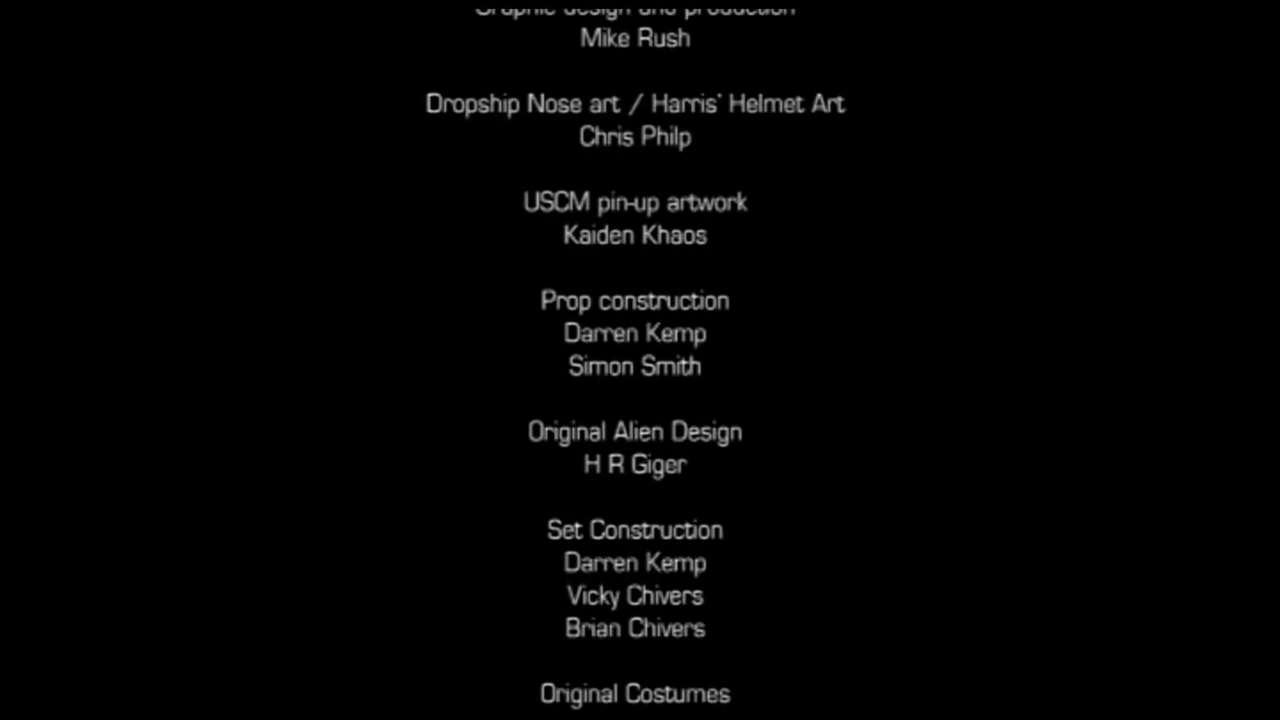 Graphic design and production
Mike Rush
Dropship Nose art / Harris' Helmet Art
Chris Philp
USCM pin-up artwork
Kaiden Khaos
Prop construction
Darren Kemp
Simon Smith
Original Alien Design
H R Giger
Set Construction
Darren Kemp
Vicky Chivers
Brian Chivers
Original Costumes